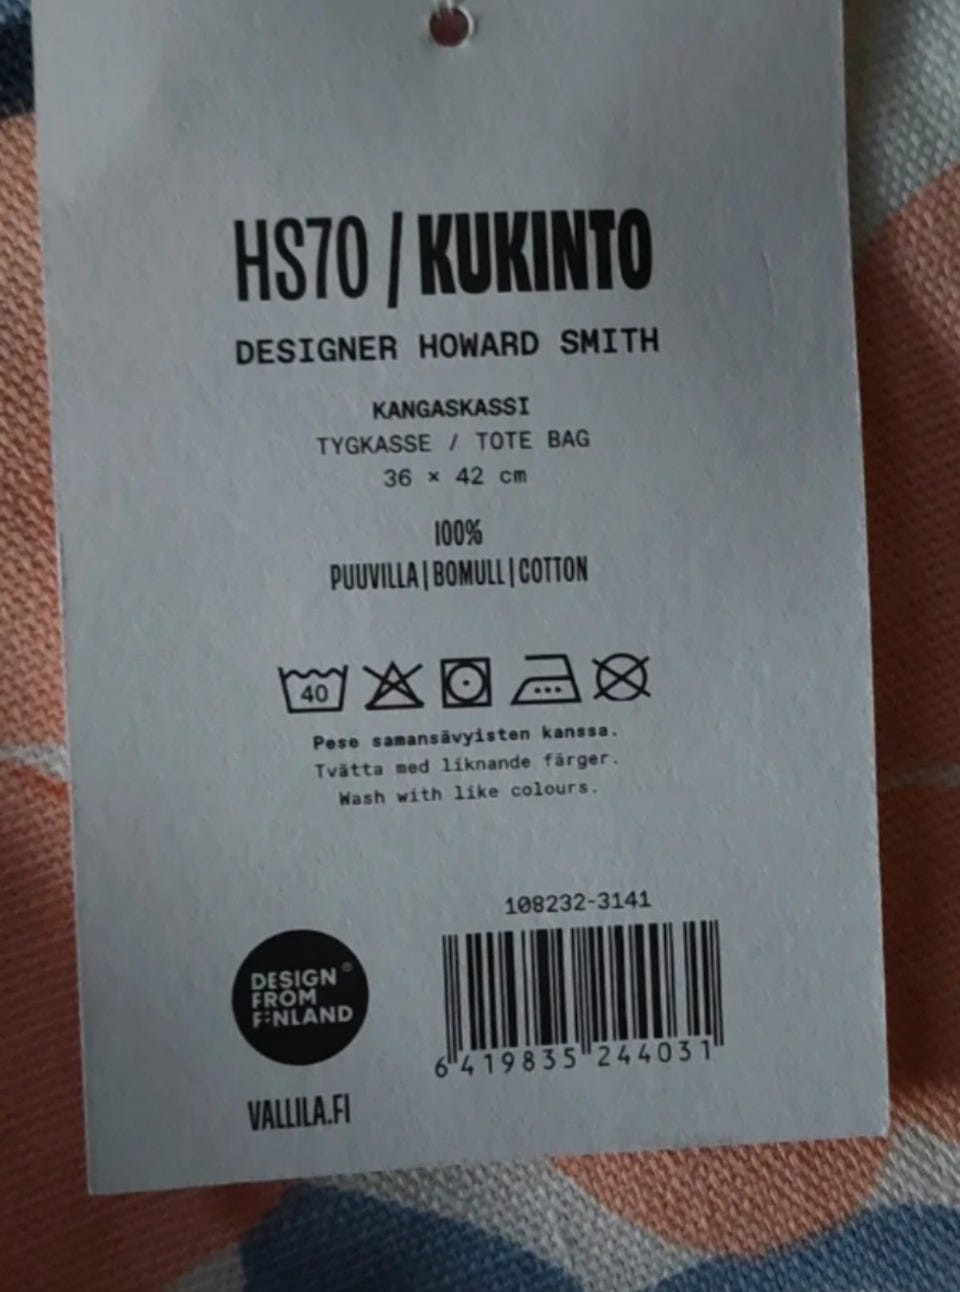 HS70 / KUKINTO
DESIGNER HOWARD SMITH
KANGASKASSI
TYGKASSE / TOTE BAG
36 × 42 cm
100%
PUUVILLA|BOMULL|COTTON
40
Pese samansävyisten kanssa.
Tvätta med liknande färger.
Wash with like colours.
108232-3141
DESIGN®
FROM
FINLAND
6 419835 244031
VALLILA.FI